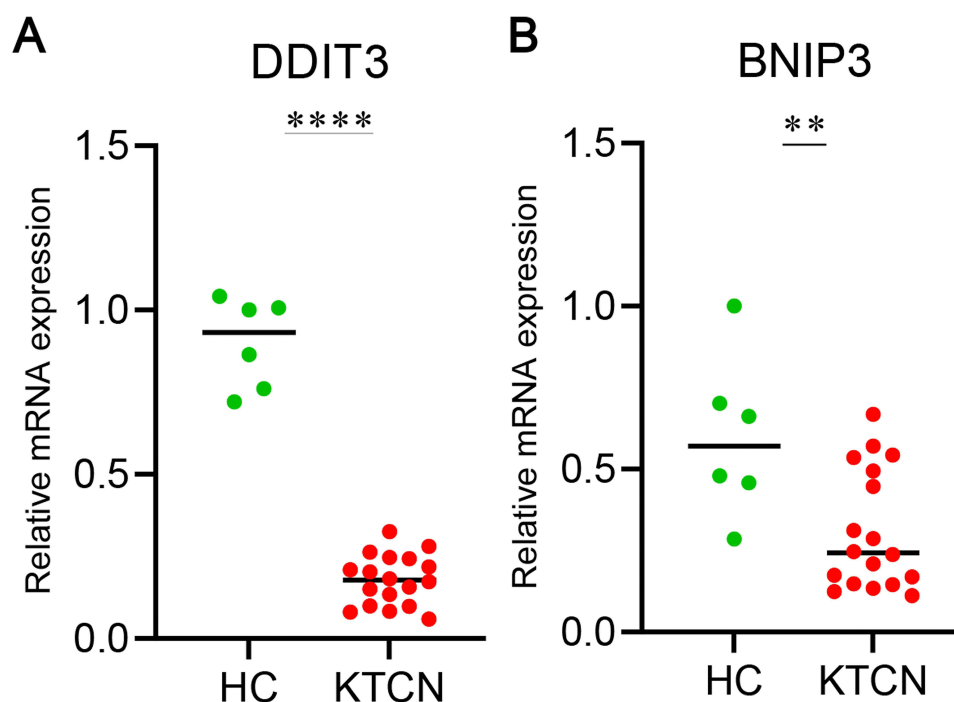 A
DDIT3
****
Relative mRNA expression
1.5
1.0
0.5
0.0
HC KTCN
B
BNIP3
**
Relative mRNA expression
1.5
1.0
0.5
0.0
HC KTCN